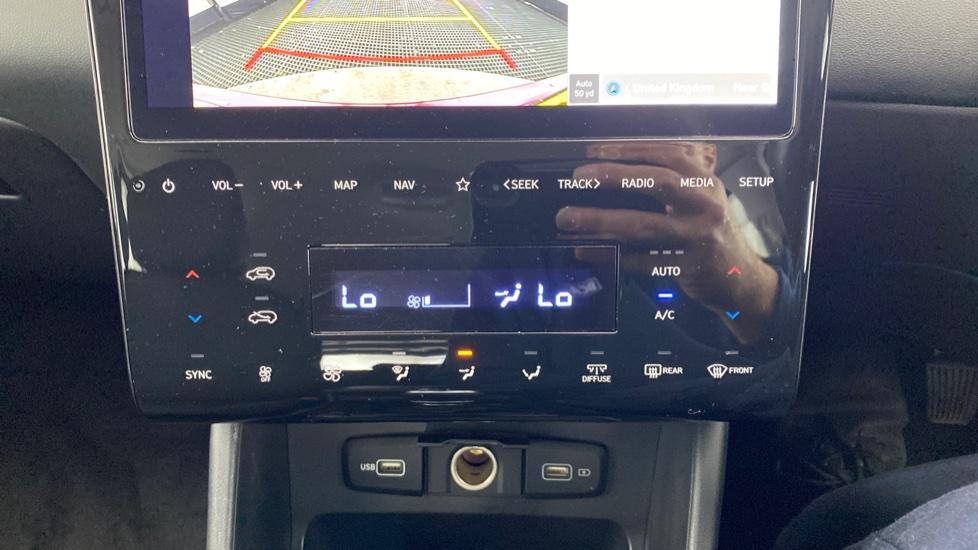 Auto
50 yd
United Kingdom
VOL− VOL+ MAP NAV <SEEK TRACK> RADIO MEDIA SETUP
AUTO
Lo Lo
A/C
SYNC OFF DIFFUSE REAR FRONT
USB